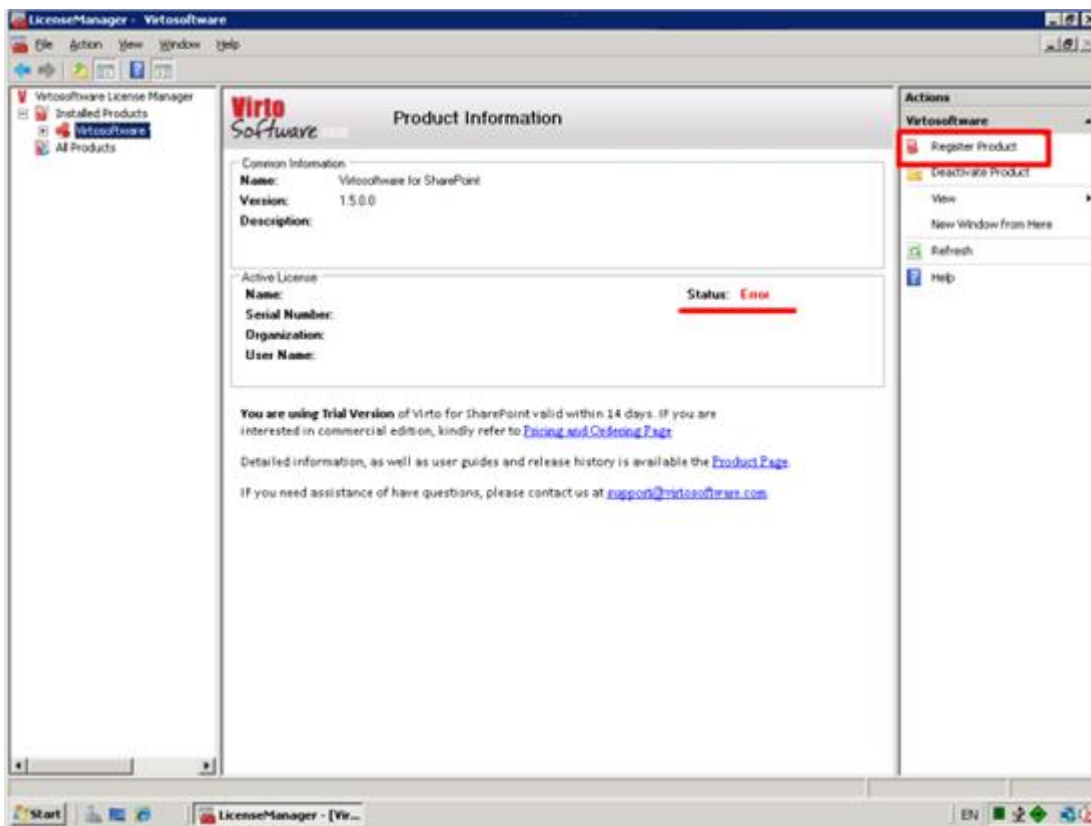 LicenseManager - Virtosoftware
File Action View Window Help
Virtosoftware License Manager
Installed Products
Virtosoftware
All Products
Virto
Software
Product Information
Common Information
Name: Virtosoftware for SharePoint
Version: 1.5.0.0
Description:
Active License
Name: Status: Error
Serial Number:
Organization:
User Name:
You are using Trial Version of Virto for SharePoint valid within 14 days. IF you are
interested in commercial edition, kindly refer to Pricing and Ordering Page
Detailed information, as well as user guides and release history is available the Product Page.
IF you need assistance of have questions, please contact us at support@virtosoftware.com
Actions
Virtosoftware
Register Product
Deactivate Product
View
New Window from Here
Refresh
Help
Start
LicenseManager - [Vir...
EN